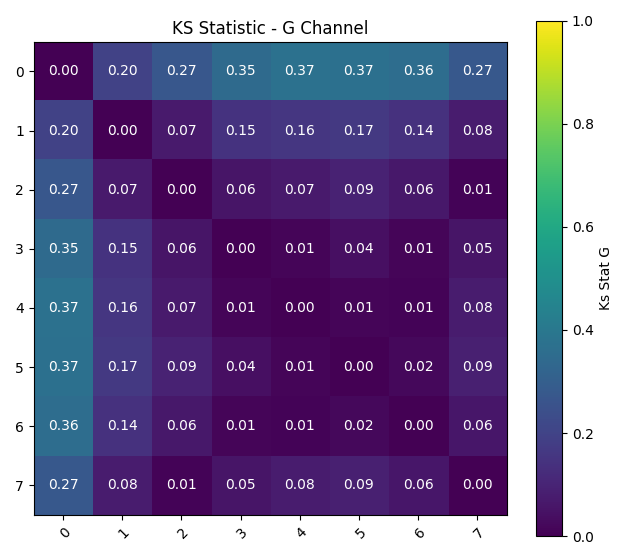 KS Statistic - G Channel
0 0.00 0.20 0.27 0.35 0.37 0.37 0.36 0.27
1 0.20 0.00 0.07 0.15 0.16 0.17 0.14 0.08
2 0.27 0.07 0.00 0.06 0.07 0.09 0.06 0.01
3 0.35 0.15 0.06 0.00 0.01 0.04 0.01 0.05
4 0.37 0.16 0.07 0.01 0.00 0.01 0.01 0.08
5 0.37 0.17 0.09 0.04 0.01 0.00 0.02 0.09
6 0.36 0.14 0.06 0.01 0.01 0.02 0.00 0.06
7 0.27 0.08 0.01 0.05 0.08 0.09 0.06 0.00
0 1 2 3 4 5 6 7
1.0
0.8
0.6
0.4
0.2
0.0
Ks Stat G